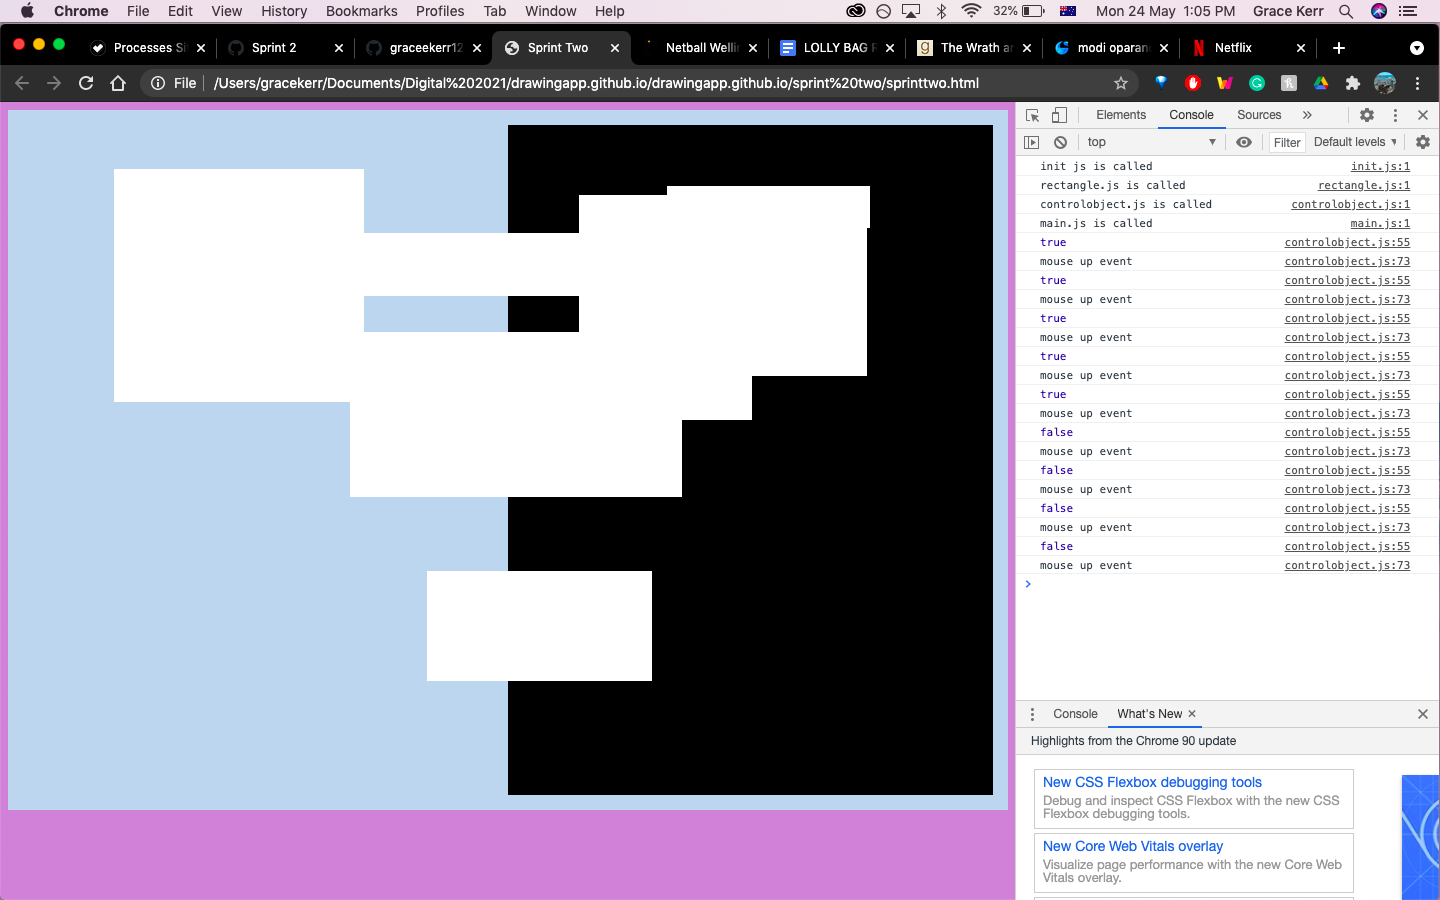 Chrome File Edit View History Bookmarks Profiles Tab Window Help 32% Mon 24 May 1:05 PM Grace Kerr
Processes Si Sprint 2 graceekerr12 Sprint Two Netball Welli LOLLY BAG F The Wrath an modi oparan Netflix
File /Users/gracekerr/Documents/Digital%202021/drawingapp.github.io/drawingapp.github.io/sprint%20two/sprinttwo.html
Elements Console Sources
top Filter Default levels
init js is called init.js:1
rectangle.js is called rectangle.js:1
controlobject.js is called controlobject.js:1
main.js is called main.js:1
true controlobject.js:55
mouse up event controlobject.js:73
true controlobject.js:55
mouse up event controlobject.js:73
true controlobject.js:55
mouse up event controlobject.js:73
true controlobject.js:55
mouse up event controlobject.js:73
true controlobject.js:55
mouse up event controlobject.js:73
false controlobject.js:55
mouse up event controlobject.js:73
false controlobject.js:55
mouse up event controlobject.js:73
false controlobject.js:55
mouse up event controlobject.js:73
false controlobject.js:55
mouse up event controlobject.js:73
Console What's New
Highlights from the Chrome 90 update
New CSS Flexbox debugging tools
Debug and inspect CSS Flexbox with the new CSS
Flexbox debugging tools.
New Core Web Vitals overlay
Visualize page performance with the new Core Web
Vitals overlay.